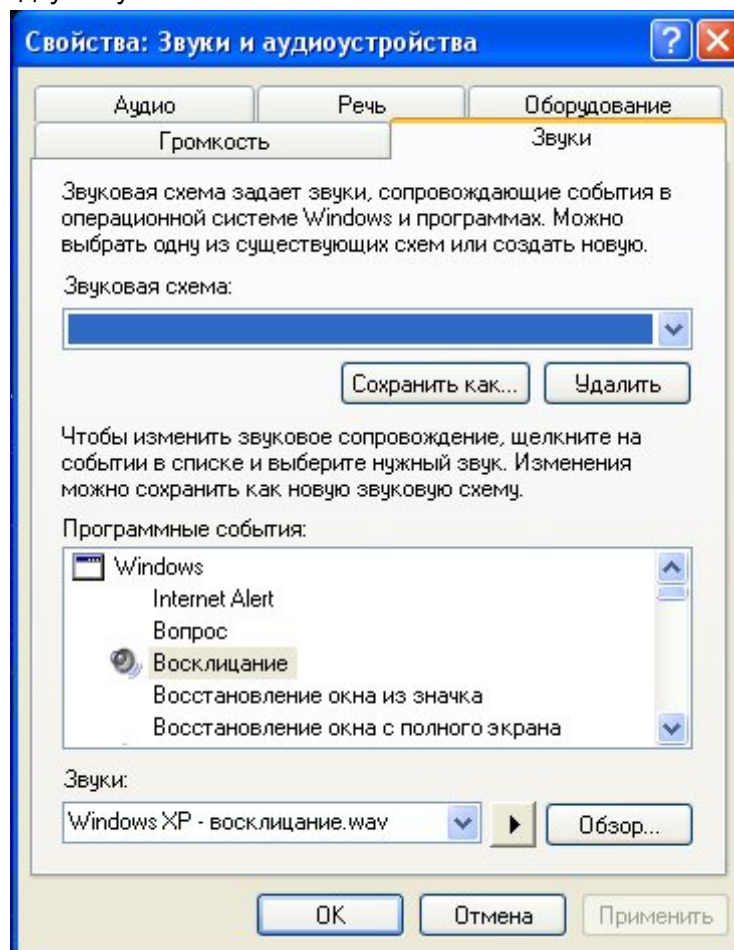 Свойства: Звуки и аудиоустройства
Аудио Речь Оборудование
Громкость Звуки
Звуковая схема задает звуки, сопровождающие события в
операционной системе Windows и программах. Можно
выбрать одну из существующих схем или создать новую.
Звуковая схема:
Сохранить как... Удалить
Чтобы изменить звуковое сопровождение, щелкните на
событии в списке и выберите нужный звук. Изменения
можно сохранить как новую звуковую схему.
Программные события:
Windows
Internet Alert
Вопрос
Восклицание
Восстановление окна из значка
Восстановление окна с полного экрана
Звуки:
Windows XP - восклицание.wav Обзор...
OK Отмена Применить